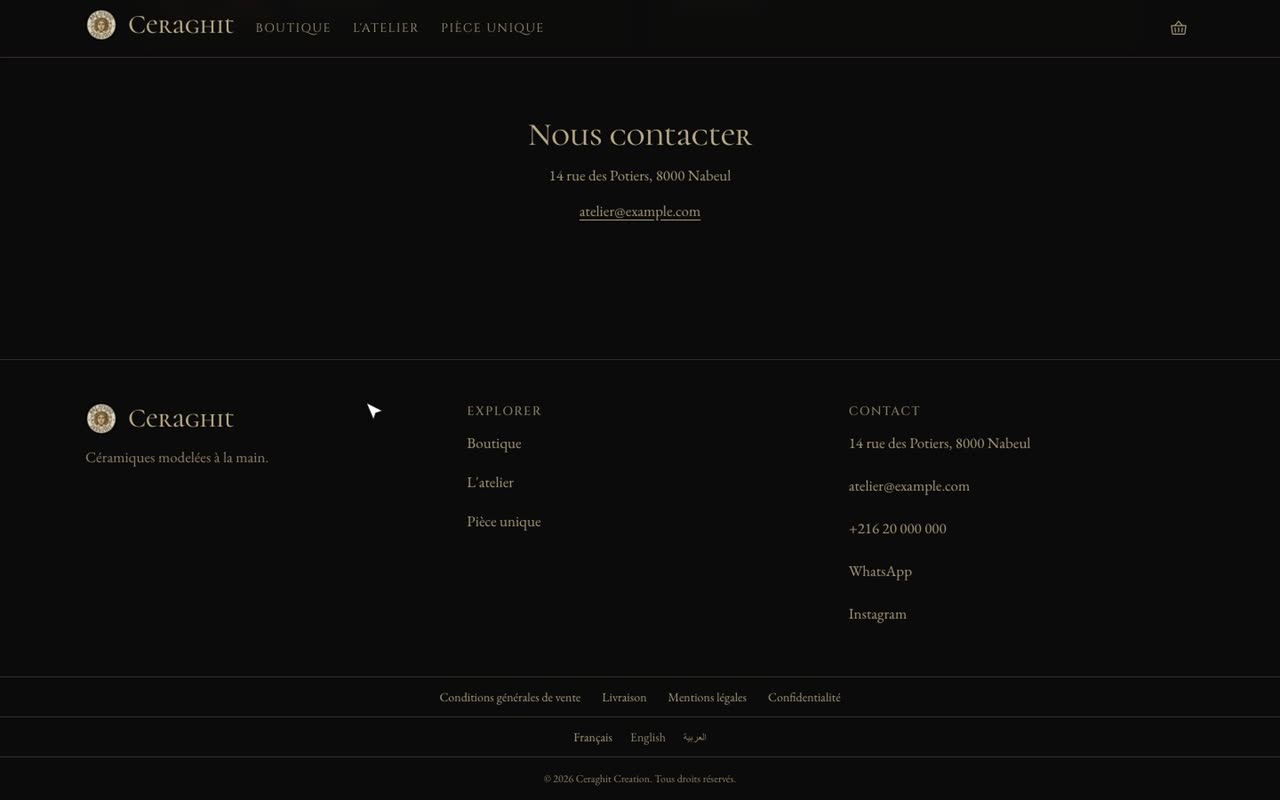 Ceraghit BOUTIQUE L'ATELIER PIÈCE UNIQUE
Nous contacter
14 rue des Potiers, 8000 Nabeul
atelier@example.com
Ceraghit
Céramiques modelées à la main.
EXPLORER
Boutique
L'atelier
Pièce unique
CONTACT
14 rue des Potiers, 8000 Nabeul
atelier@example.com
+216 20 000 000
WhatsApp
Instagram
Conditions générales de vente Livraison Mentions légales Confidentialité
Français English العربية
© 2026 Ceraghit Creation. Tous droits réservés.